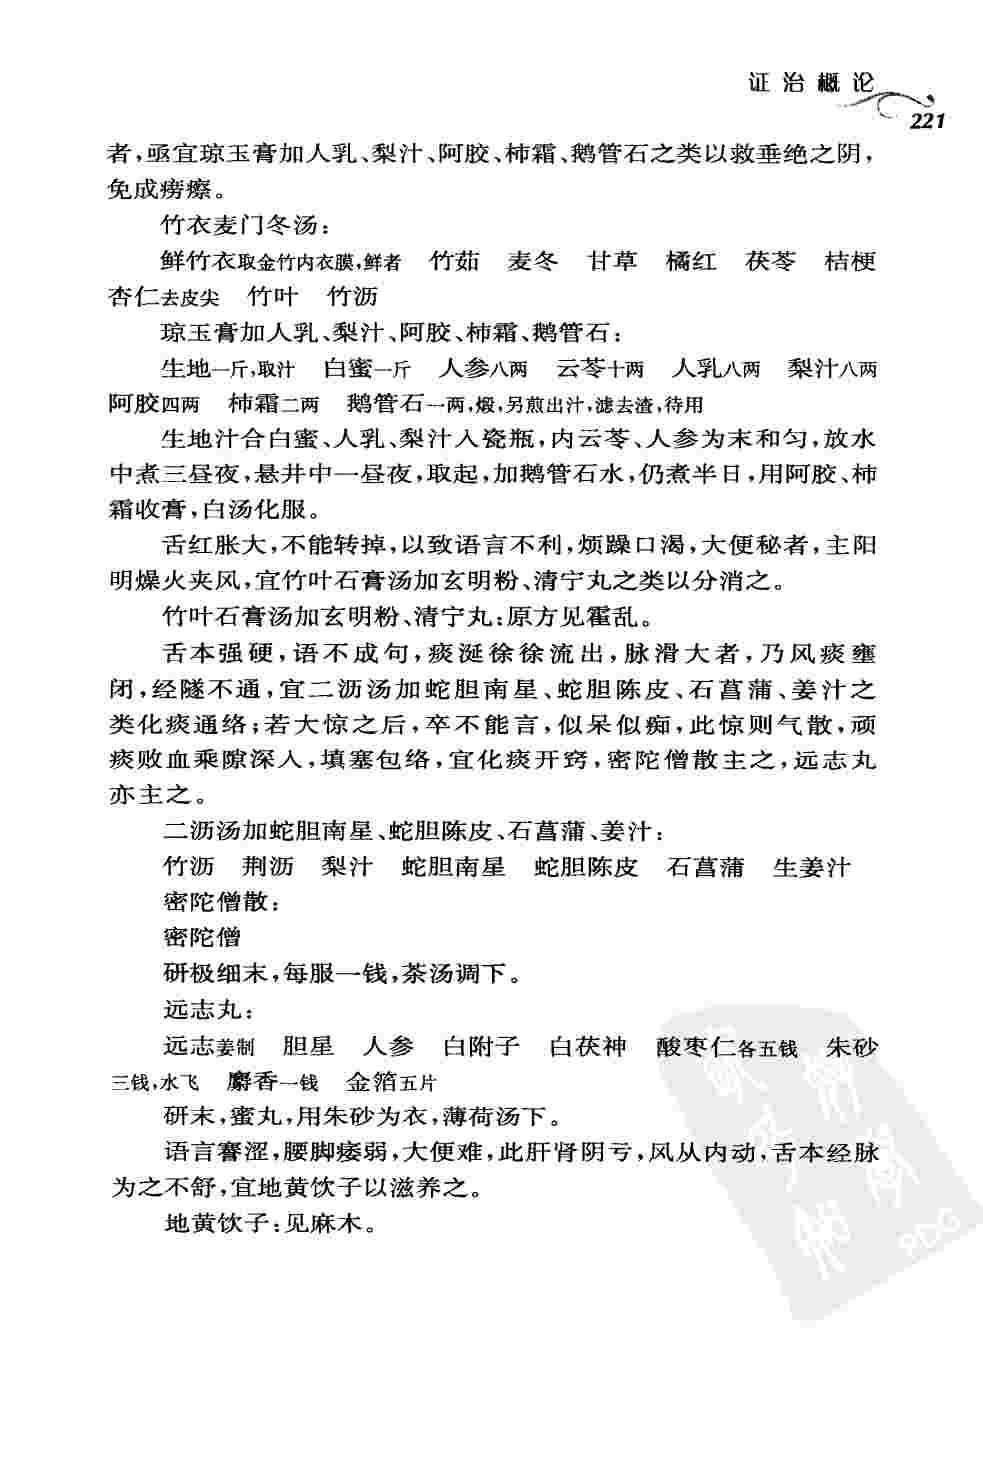 证治概论
221
者,亟宜琼玉膏加人乳、梨汁、阿胶、柿霜、鹅管石之类以救垂绝之阴,
免成痨瘵。
竹衣麦门冬汤:
鲜竹衣取金竹内衣膜,鲜者 竹茹 麦冬 甘草 橘红 茯苓 桔梗
杏仁去皮尖 竹叶 竹沥
琼玉膏加人乳、梨汁、阿胶、柿霜、鹅管石:
生地一斤,取汁 白蜜一斤 人参八两 云苓十两 人乳八两 梨汁八两
阿胶四两 柿霜二两 鹅管石一两,煅,另煎出汁,滤去渣,待用
生地汁合白蜜、人乳、梨汁入瓷瓶,内云苓、人参为末和匀,放水
中煮三昼夜,悬井中一昼夜,取起,加鹅管石水,仍煮半日,用阿胶、柿
霜收膏,白汤化服。
舌红胀大,不能转掉,以致语言不利,烦躁口渴,大便秘者,主阳
明燥火夹风,宜竹叶石膏汤加玄明粉、清宁丸之类以分消之。
竹叶石膏汤加玄明粉、清宁丸:原方见霍乱。
舌本强硬,语不成句,痰涎徐徐流出,脉滑大者,乃风痰壅
闭,经隧不通,宜二沥汤加蛇胆南星、蛇胆陈皮、石菖蒲、姜汁之
类化痰通络;若大惊之后,卒不能言,似呆似痴,此惊则气散,顽
痰败血乘隙深入,填塞包络,宜化痰开窍,密陀僧散主之,远志丸
亦主之。
二沥汤加蛇胆南星、蛇胆陈皮、石菖蒲、姜汁:
竹沥 荆沥 梨汁 蛇胆南星 蛇胆陈皮 石菖蒲 生姜汁
密陀僧散:
密陀僧
研极细末,每服一钱,茶汤调下。
远志丸:
远志姜制 胆星 人参 白附子 白茯神 酸枣仁各五钱 朱砂
三钱,水飞 麝香一钱 金箔五片
研末,蜜丸,用朱砂为衣,薄荷汤下。
语言謇涩,腰脚痿弱,大便难,此肝肾阴亏,风从内动,舌本经脉
为之不舒,宜地黄饮子以滋养之。
地黄饮子:见麻木。
PDG